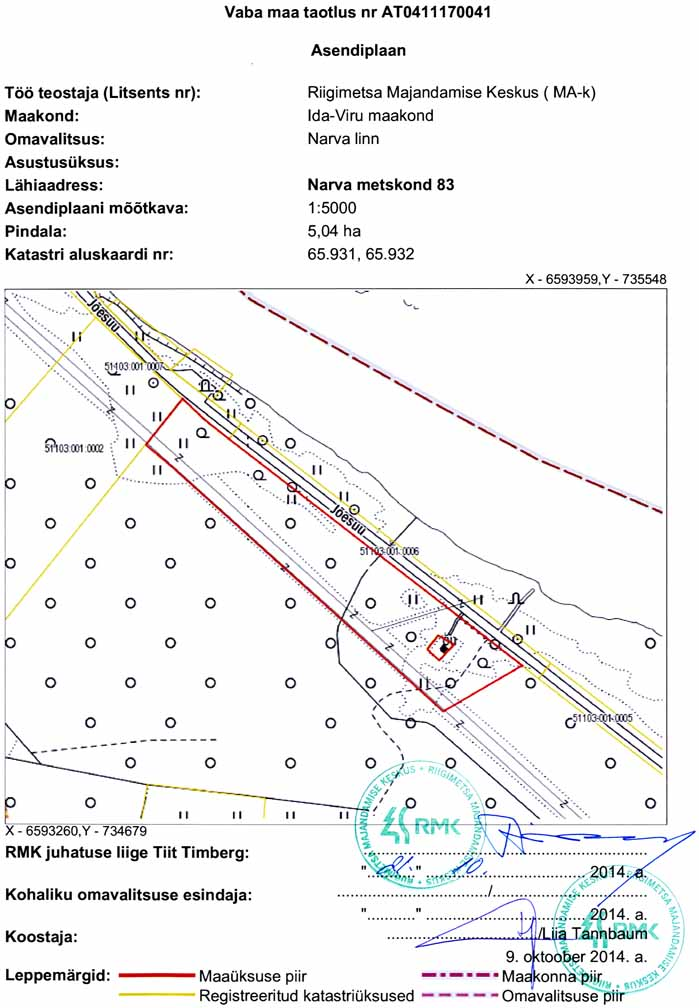 Vaba maa taotlus nr AT0411170041
Asendiplaan
Töö teostaja (Litsents nr): Riigimetsa Majandamise Keskus ( MA-k)
Maakond: Ida-Viru maakond
Omavalitsus: Narva linn
Asustusüksus:
Lähiaadress: Narva metskond 83
Asendiplaani mõõtkava: 1:5000
Pindala: 5,04 ha
Katastri aluskaardi nr: 65.931, 65.932
X - 6593959,Y - 735548
Jõesuu
51103:001:0007
51103:001:0002
Jõesuu
51103:001:0006
51103:001:0005
X - 6593260,Y - 734679
RIIGIMETSA MAJANDAMISE KESKUS
RMK
RMK juhatuse liige Tiit Timberg:
"........" .................. 2014. a.
Kohaliku omavalitsuse esindaja: ................../..................
"........" .................. 2014. a.
Koostaja: ................../Liia Tannbaum
9. oktoober 2014. a.
RIIGIMETSA MAJANDAMISE KESKUS
RMK
Leppemärgid: Maaüksuse piir Maakonna piir
Registreeritud katastriüksused Omavalitsuse piir